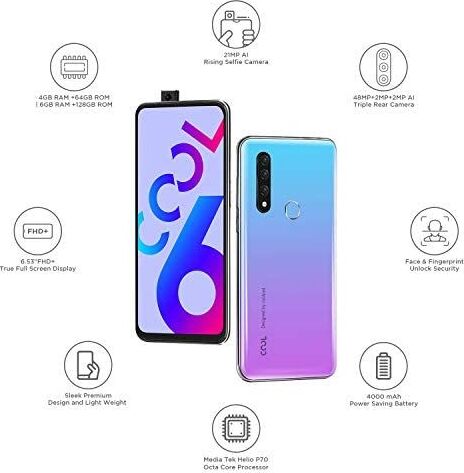 21MP AI
Rising Selfie Camera
4GB RAM +64GB ROM
| 6GB RAM +128GB ROM
48MP+2MP+2MP AI
Triple Rear Camera
COOL
6
FHD+
6.53"FHD+
True Full Screen Display
Face & Fingerprint
Unlock Security
COOL
Designed by coolpad
Sleek Premium
Design and Light Weight
4000 mAh
Power Saving Battery
Media Tek Helio P70
Octa Core Processor